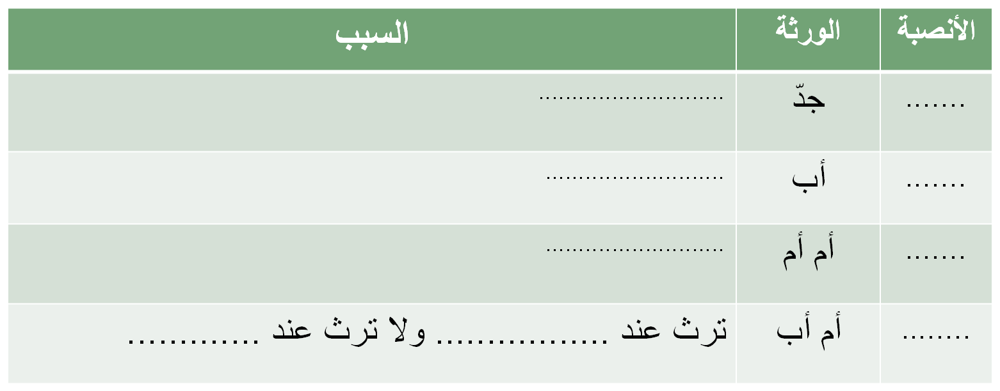 الأنصبة الورثة السبب
....... جدّ ..........................
....... أب .........................
....... أم أم .........................
........ أم أب ترث عند ................. ولا ترث عند .............